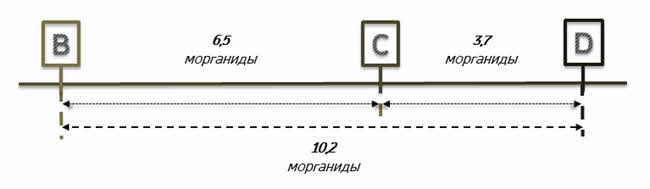 B C D
6,5 3,7
морганиды морганиды
10,2
морганиды